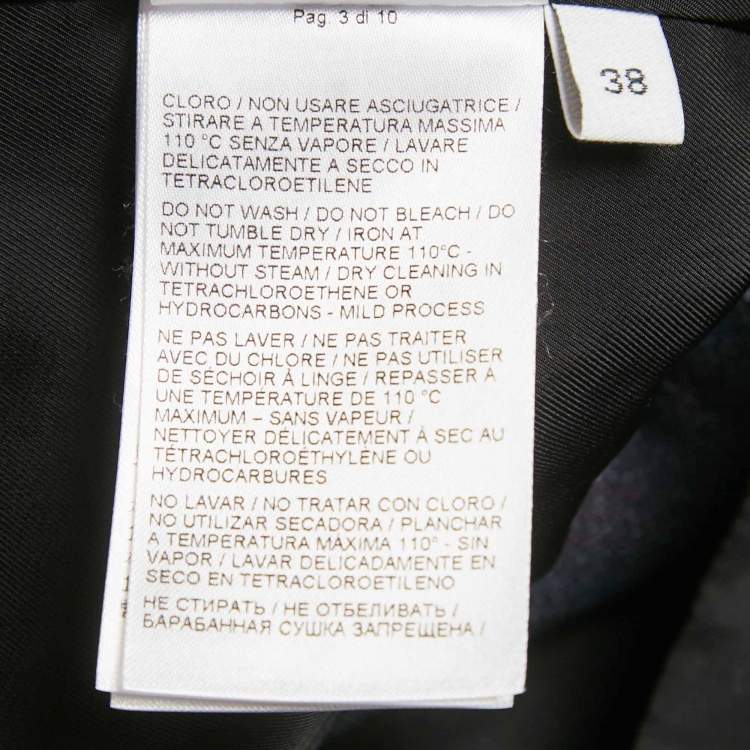 Pag. 3 di 10
38
CLORO / NON USARE ASCIUGATRICE /
STIRARE A TEMPERATURA MASSIMA
110 °C SENZA VAPORE / LAVARE
DELICATAMENTE A SECCO IN
TETRACLOROETILENE
DO NOT WASH / DO NOT BLEACH / DO
NOT TUMBLE DRY / IRON AT
MAXIMUM TEMPERATURE 110°C -
WITHOUT STEAM / DRY CLEANING IN
TETRACHLOROETHENE OR
HYDROCARBONS - MILD PROCESS
NE PAS LAVER / NE PAS TRAITER
AVEC DU CHLORE / NE PAS UTILISER
DE SÉCHOIR À LINGE / REPASSER À
UNE TEMPÉRATURE DE 110 °C
MAXIMUM – SANS VAPEUR /
NETTOYER DÉLICATEMENT À SEC AU
TÉTRACHLOROÉTHYLÈNE OU
HYDROCARBURES
NO LAVAR / NO TRATAR CON CLORO /
NO UTILIZAR SECADORA / PLANCHAR
A TEMPERATURA MÁXIMA 110° - SIN
VAPOR / LAVAR DELICADAMENTE EN
SECO EN TETRACLOROETILENO
НЕ СТИРАТЬ / НЕ ОТБЕЛИВАТЬ /
БАРАБАННАЯ СУШКА ЗАПРЕЩЕНА /